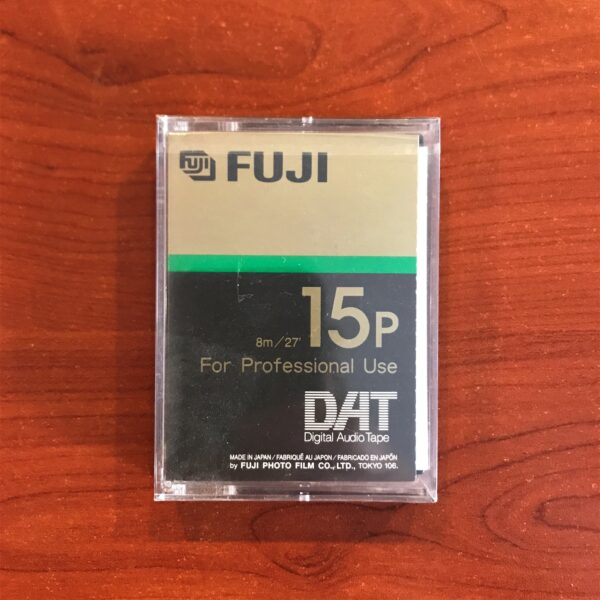 FUJI FUJI
15P
8m/27'
For Professional Use
DAT
Digital Audio Tape
MADE IN JAPAN/FABRIQUÉ AU JAPON/FABRICADO EN JAPÓN
by FUJI PHOTO FILM CO., LTD., TOKYO 106.